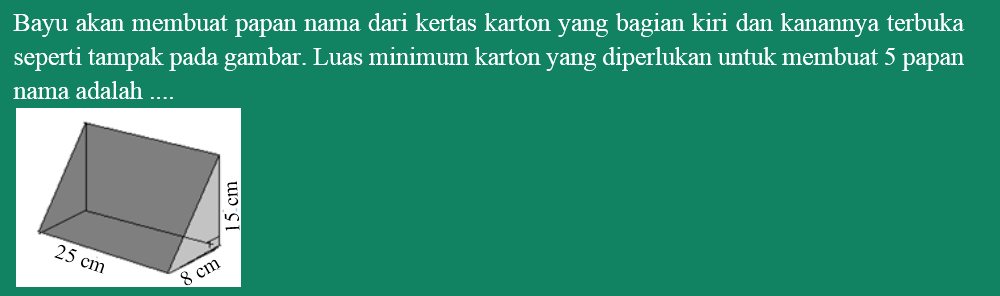 Bayu akan membuat papan nama dari kertas karton yang bagian kiri dan kanannya terbuka
seperti tampak pada gambar. Luas minimum karton yang diperlukan untuk membuat 5 papan
nama adalah ....
15 cm
25 cm
8 cm